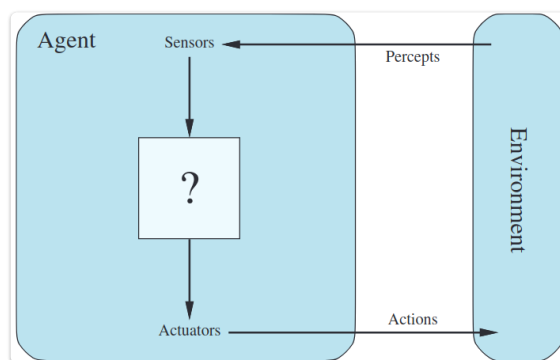 Agent
Sensors
Percepts
?
Environment
Actuators
Actions